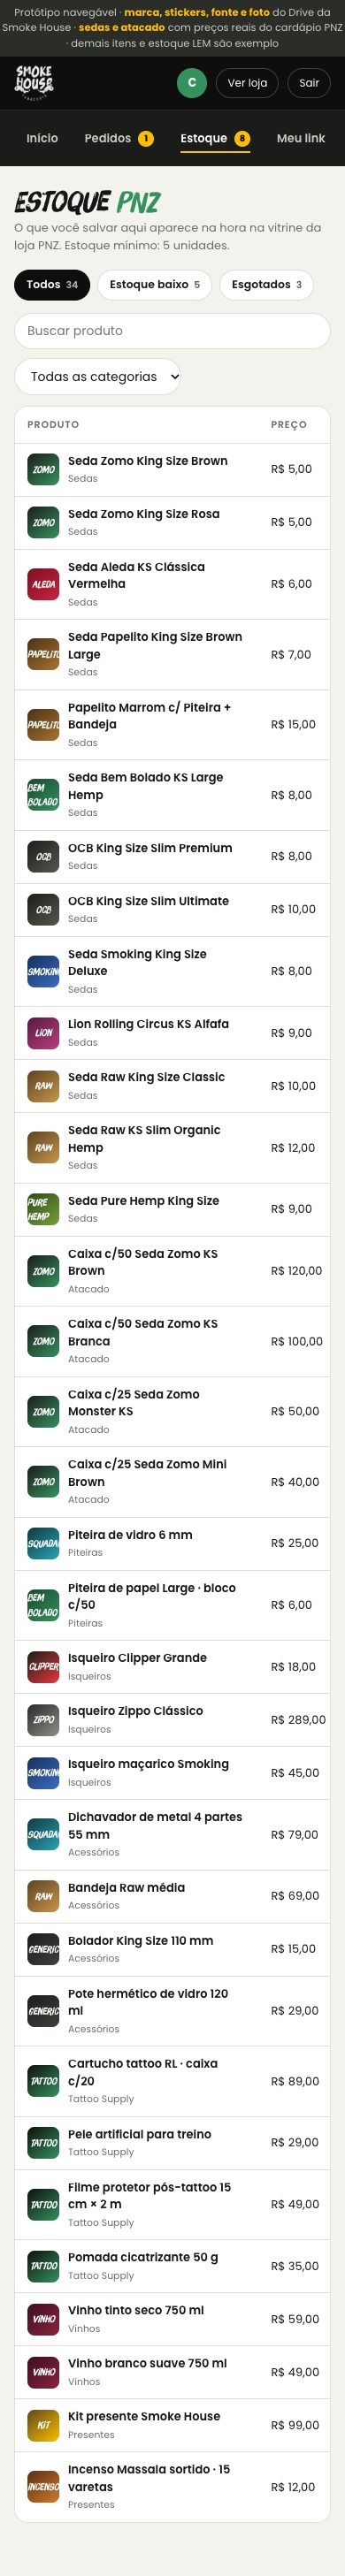 Protótipo navegável · marca, stickers, fonte e foto do Drive da
Smoke House · sedas e atacado com preços reais do cardápio PNZ
· demais itens e estoque LEM são exemplo
SMOKE
HOUSE
C
Ver loja
Sair
Início
Pedidos 1
Estoque 8
Meu link
ESTOQUE PNZ
O que você salvar aqui aparece na hora na vitrine da
loja PNZ. Estoque mínimo: 5 unidades.
Todos 34
Estoque baixo 5
Esgotados 3
Buscar produto
Todas as categorias
PRODUTO PREÇO
ZOMO
Seda Zomo King Size Brown
Sedas
R$ 5,00
ZOMO
Seda Zomo King Size Rosa
Sedas
R$ 5,00
ALEDA
Seda Aleda KS Clássica
Vermelha
Sedas
R$ 6,00
PAPELITO
Seda Papelito King Size Brown
Large
Sedas
R$ 7,00
PAPELITO
Papelito Marrom c/ Piteira +
Bandeja
Sedas
R$ 15,00
BEM
BOLADO
Seda Bem Bolado KS Large
Hemp
Sedas
R$ 8,00
OCB
OCB King Size Slim Premium
Sedas
R$ 8,00
OCB
OCB King Size Slim Ultimate
Sedas
R$ 10,00
SMOKIN
Seda Smoking King Size
Deluxe
Sedas
R$ 8,00
LION
Lion Rolling Circus KS Alfafa
Sedas
R$ 9,00
RAW
Seda Raw King Size Classic
Sedas
R$ 10,00
RAW
Seda Raw KS Slim Organic
Hemp
Sedas
R$ 12,00
PURE
HEMP
Seda Pure Hemp King Size
Sedas
R$ 9,00
ZOMO
Caixa c/50 Seda Zomo KS
Brown
Atacado
R$ 120,00
ZOMO
Caixa c/50 Seda Zomo KS
Branca
Atacado
R$ 100,00
ZOMO
Caixa c/25 Seda Zomo
Monster KS
Atacado
R$ 50,00
ZOMO
Caixa c/25 Seda Zomo Mini
Brown
Atacado
R$ 40,00
SQUADA
Piteira de vidro 6 mm
Piteiras
R$ 25,00
BEM
BOLADO
Piteira de papel Large · bloco
c/50
Piteiras
R$ 6,00
CLIPPER
Isqueiro Clipper Grande
Isqueiros
R$ 18,00
ZIPPO
Isqueiro Zippo Clássico
Isqueiros
R$ 289,00
SMOKIN
Isqueiro maçarico Smoking
Isqueiros
R$ 45,00
SQUADA
Dichavador de metal 4 partes
55 mm
Acessórios
R$ 79,00
RAW
Bandeja Raw média
Acessórios
R$ 69,00
GENERIC
Bolador King Size 110 mm
Acessórios
R$ 15,00
GENERIC
Pote hermético de vidro 120
ml
Acessórios
R$ 29,00
TATTOO
Cartucho tattoo RL · caixa
c/20
Tattoo Supply
R$ 89,00
TATTOO
Pele artificial para treino
Tattoo Supply
R$ 29,00
TATTOO
Filme protetor pós-tattoo 15
cm × 2 m
Tattoo Supply
R$ 49,00
TATTOO
Pomada cicatrizante 50 g
Tattoo Supply
R$ 35,00
VINHO
Vinho tinto seco 750 ml
Vinhos
R$ 59,00
VINHO
Vinho branco suave 750 ml
Vinhos
R$ 49,00
KIT
Kit presente Smoke House
Presentes
R$ 99,00
INCENSO
Incenso Massala sortido · 15
varetas
Presentes
R$ 12,00